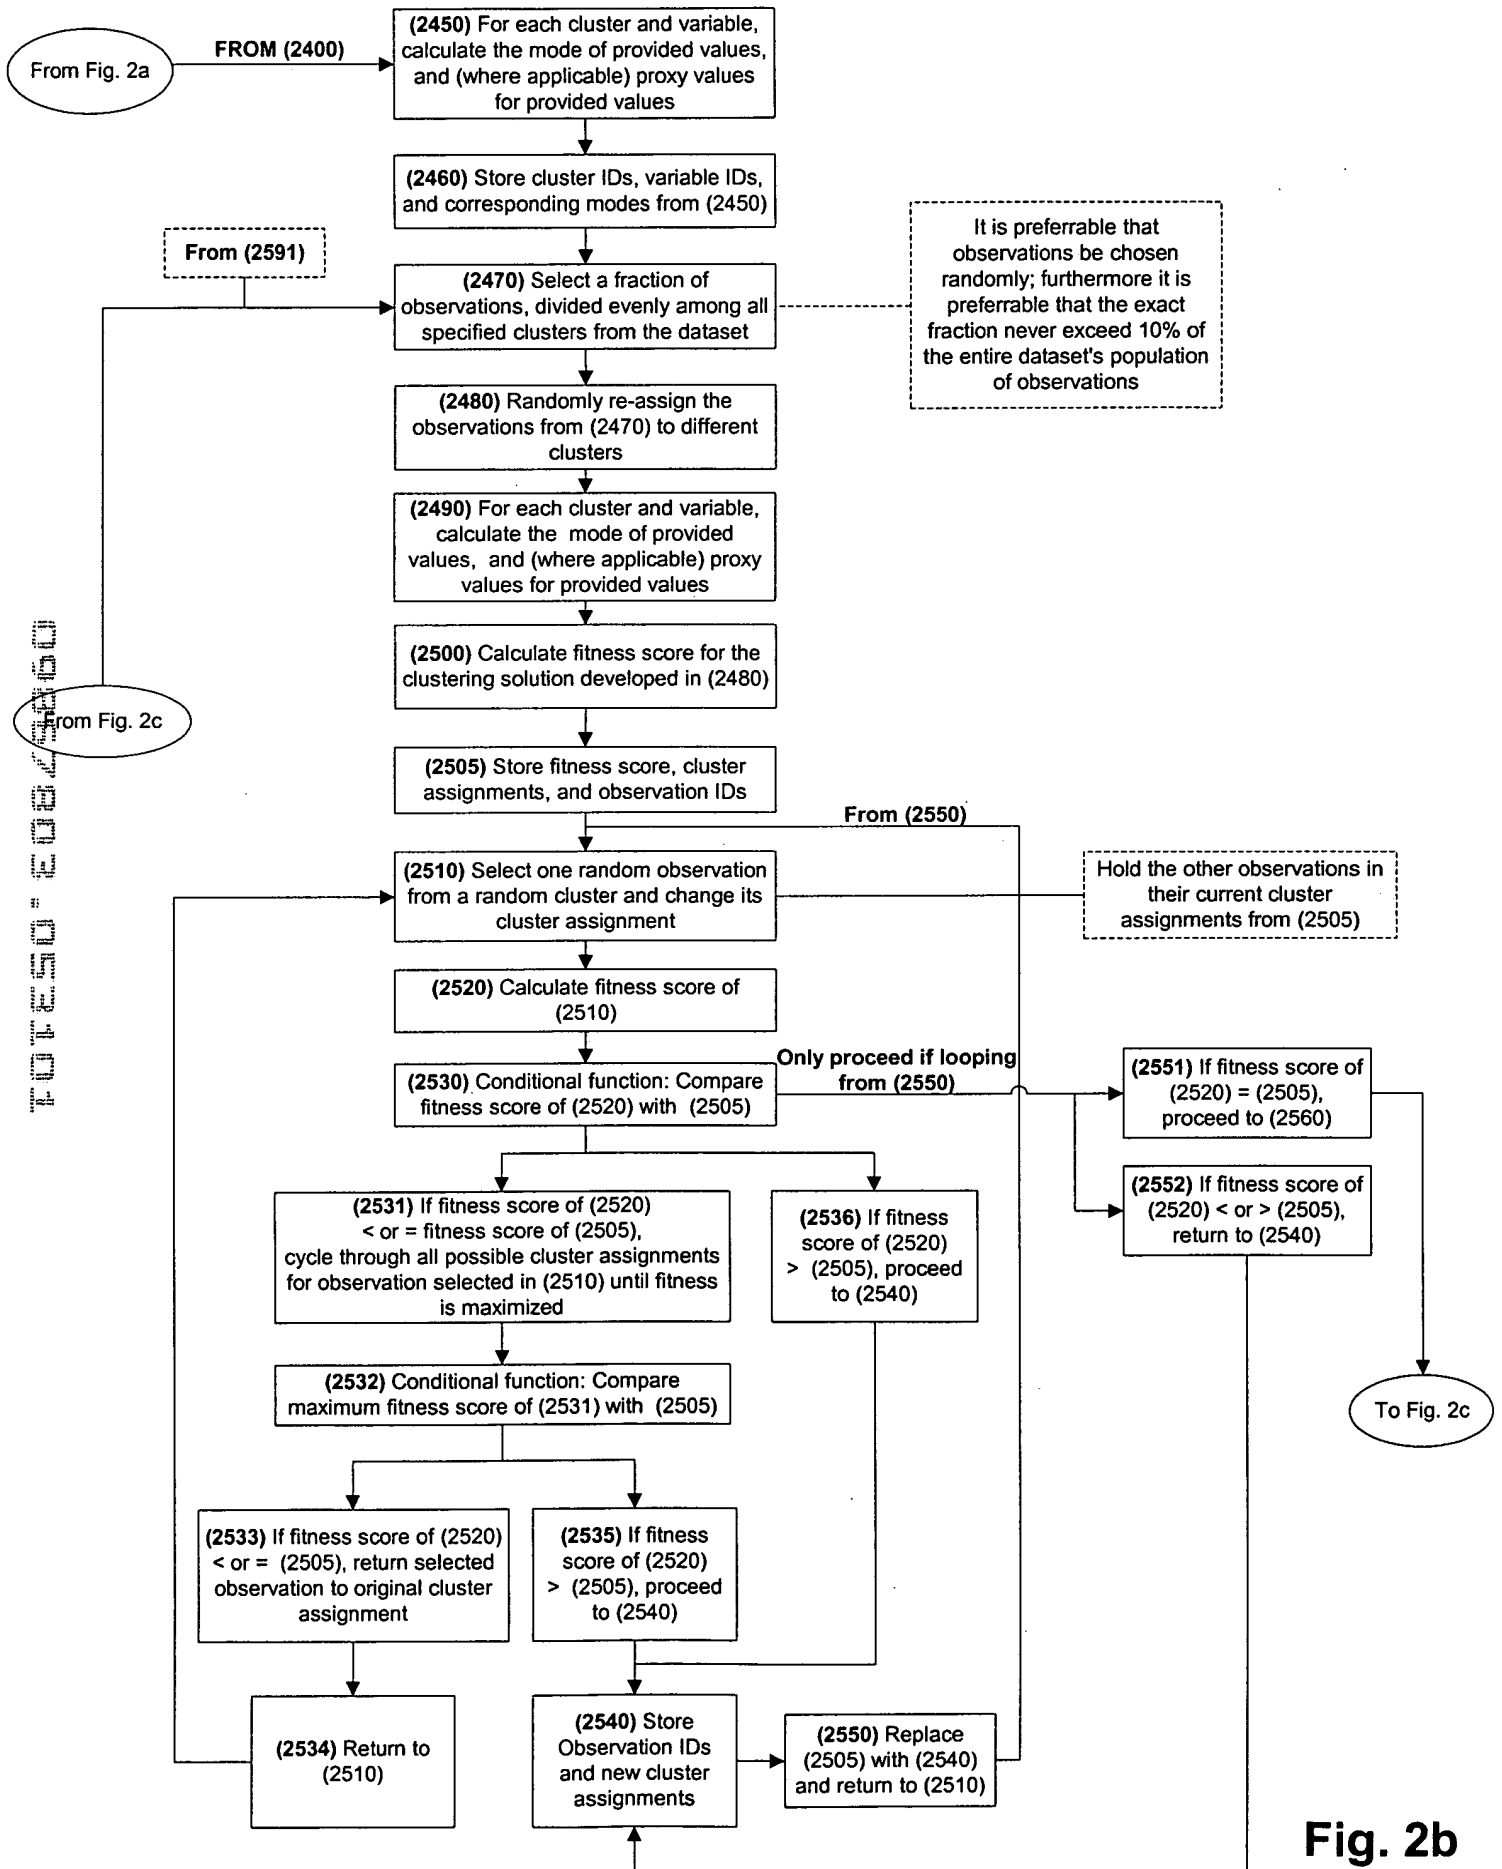 (2450) For each cluster and variable,
calculate the mode of provided values,
and (where applicable) proxy values
for provided values
FROM (2400)
From Fig. 2a
(2460) Store cluster IDs, variable IDs,
and corresponding modes from (2450)
From (2591)
(2470) Select a fraction of
observations, divided evenly among all
specified clusters from the dataset
It is preferrable that
observations be chosen
randomly; furthermore it is
preferrable that the exact
fraction never exceed 10% of
the entire dataset's population
of observations
(2480) Randomly re-assign the
observations from (2470) to different
clusters
(2490) For each cluster and variable,
calculate the mode of provided
values, and (where applicable) proxy
values for provided values
(2500) Calculate fitness score for the
clustering solution developed in (2480)
From Fig. 2c
(2505) Store fitness score, cluster
assignments, and observation IDs
From (2550)
(2510) Select one random observation
from a random cluster and change its
cluster assignment
Hold the other observations in
their current cluster
assignments from (2505)
(2520) Calculate fitness score of
(2510)
(2530) Conditional function: Compare
fitness score of (2520) with (2505)
Only proceed if looping
from (2550)
(2551) If fitness score of
(2520) = (2505),
proceed to (2560)
(2552) If fitness score of
(2520) < or > (2505),
return to (2540)
(2531) If fitness score of (2520)
< or = fitness score of (2505),
cycle through all possible cluster assignments
for observation selected in (2510) until fitness
is maximized
(2536) If fitness
score of (2520)
> (2505), proceed
to (2540)
(2532) Conditional function: Compare
maximum fitness score of (2531) with (2505)
To Fig. 2c
(2533) If fitness score of (2520)
< or = (2505), return selected
observation to original cluster
assignment
(2535) If fitness
score of (2520)
> (2505), proceed
to (2540)
(2534) Return to
(2510)
(2540) Store
Observation IDs
and new cluster
assignments
(2550) Replace
(2505) with (2540)
and return to (2510)
Fig. 2b